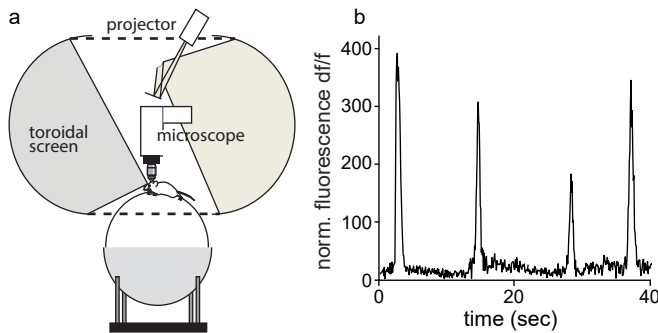 a
projector
toroidal
screen
microscope
b
norm. fluorescence df/f
400
300
200
100
0
0
20
40
time (sec)